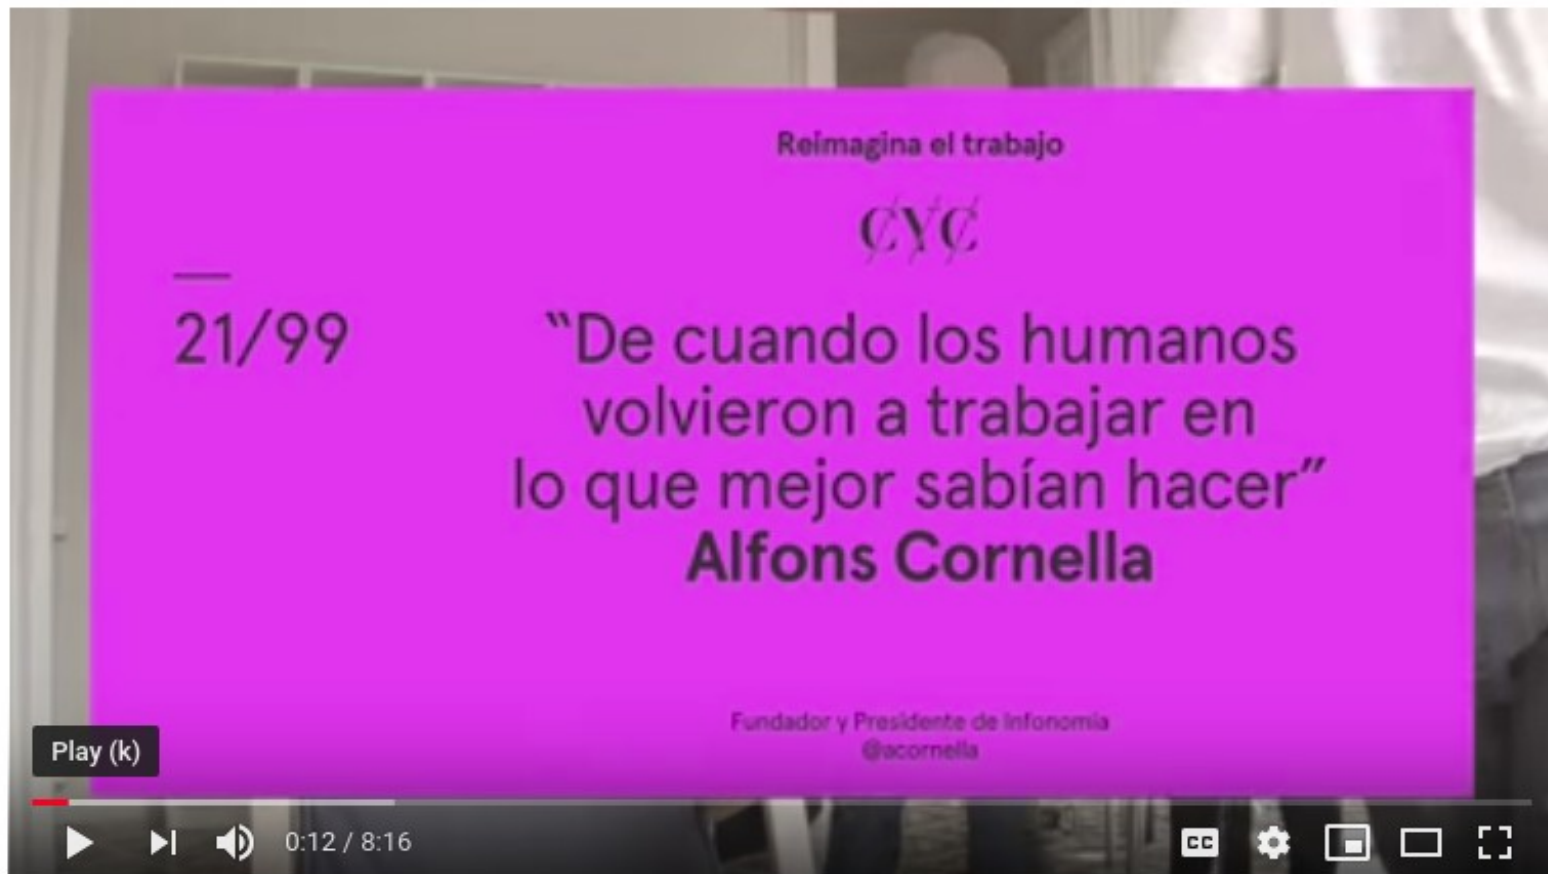 Reimagina el trabajo
CYC
21/99
“De cuando los humanos
volvieron a trabajar en
lo que mejor sabían hacer”
Alfons Cornella
Fundador y Presidente de Infonomia
@acornella
Play (k)
0:12 / 8:16
CC